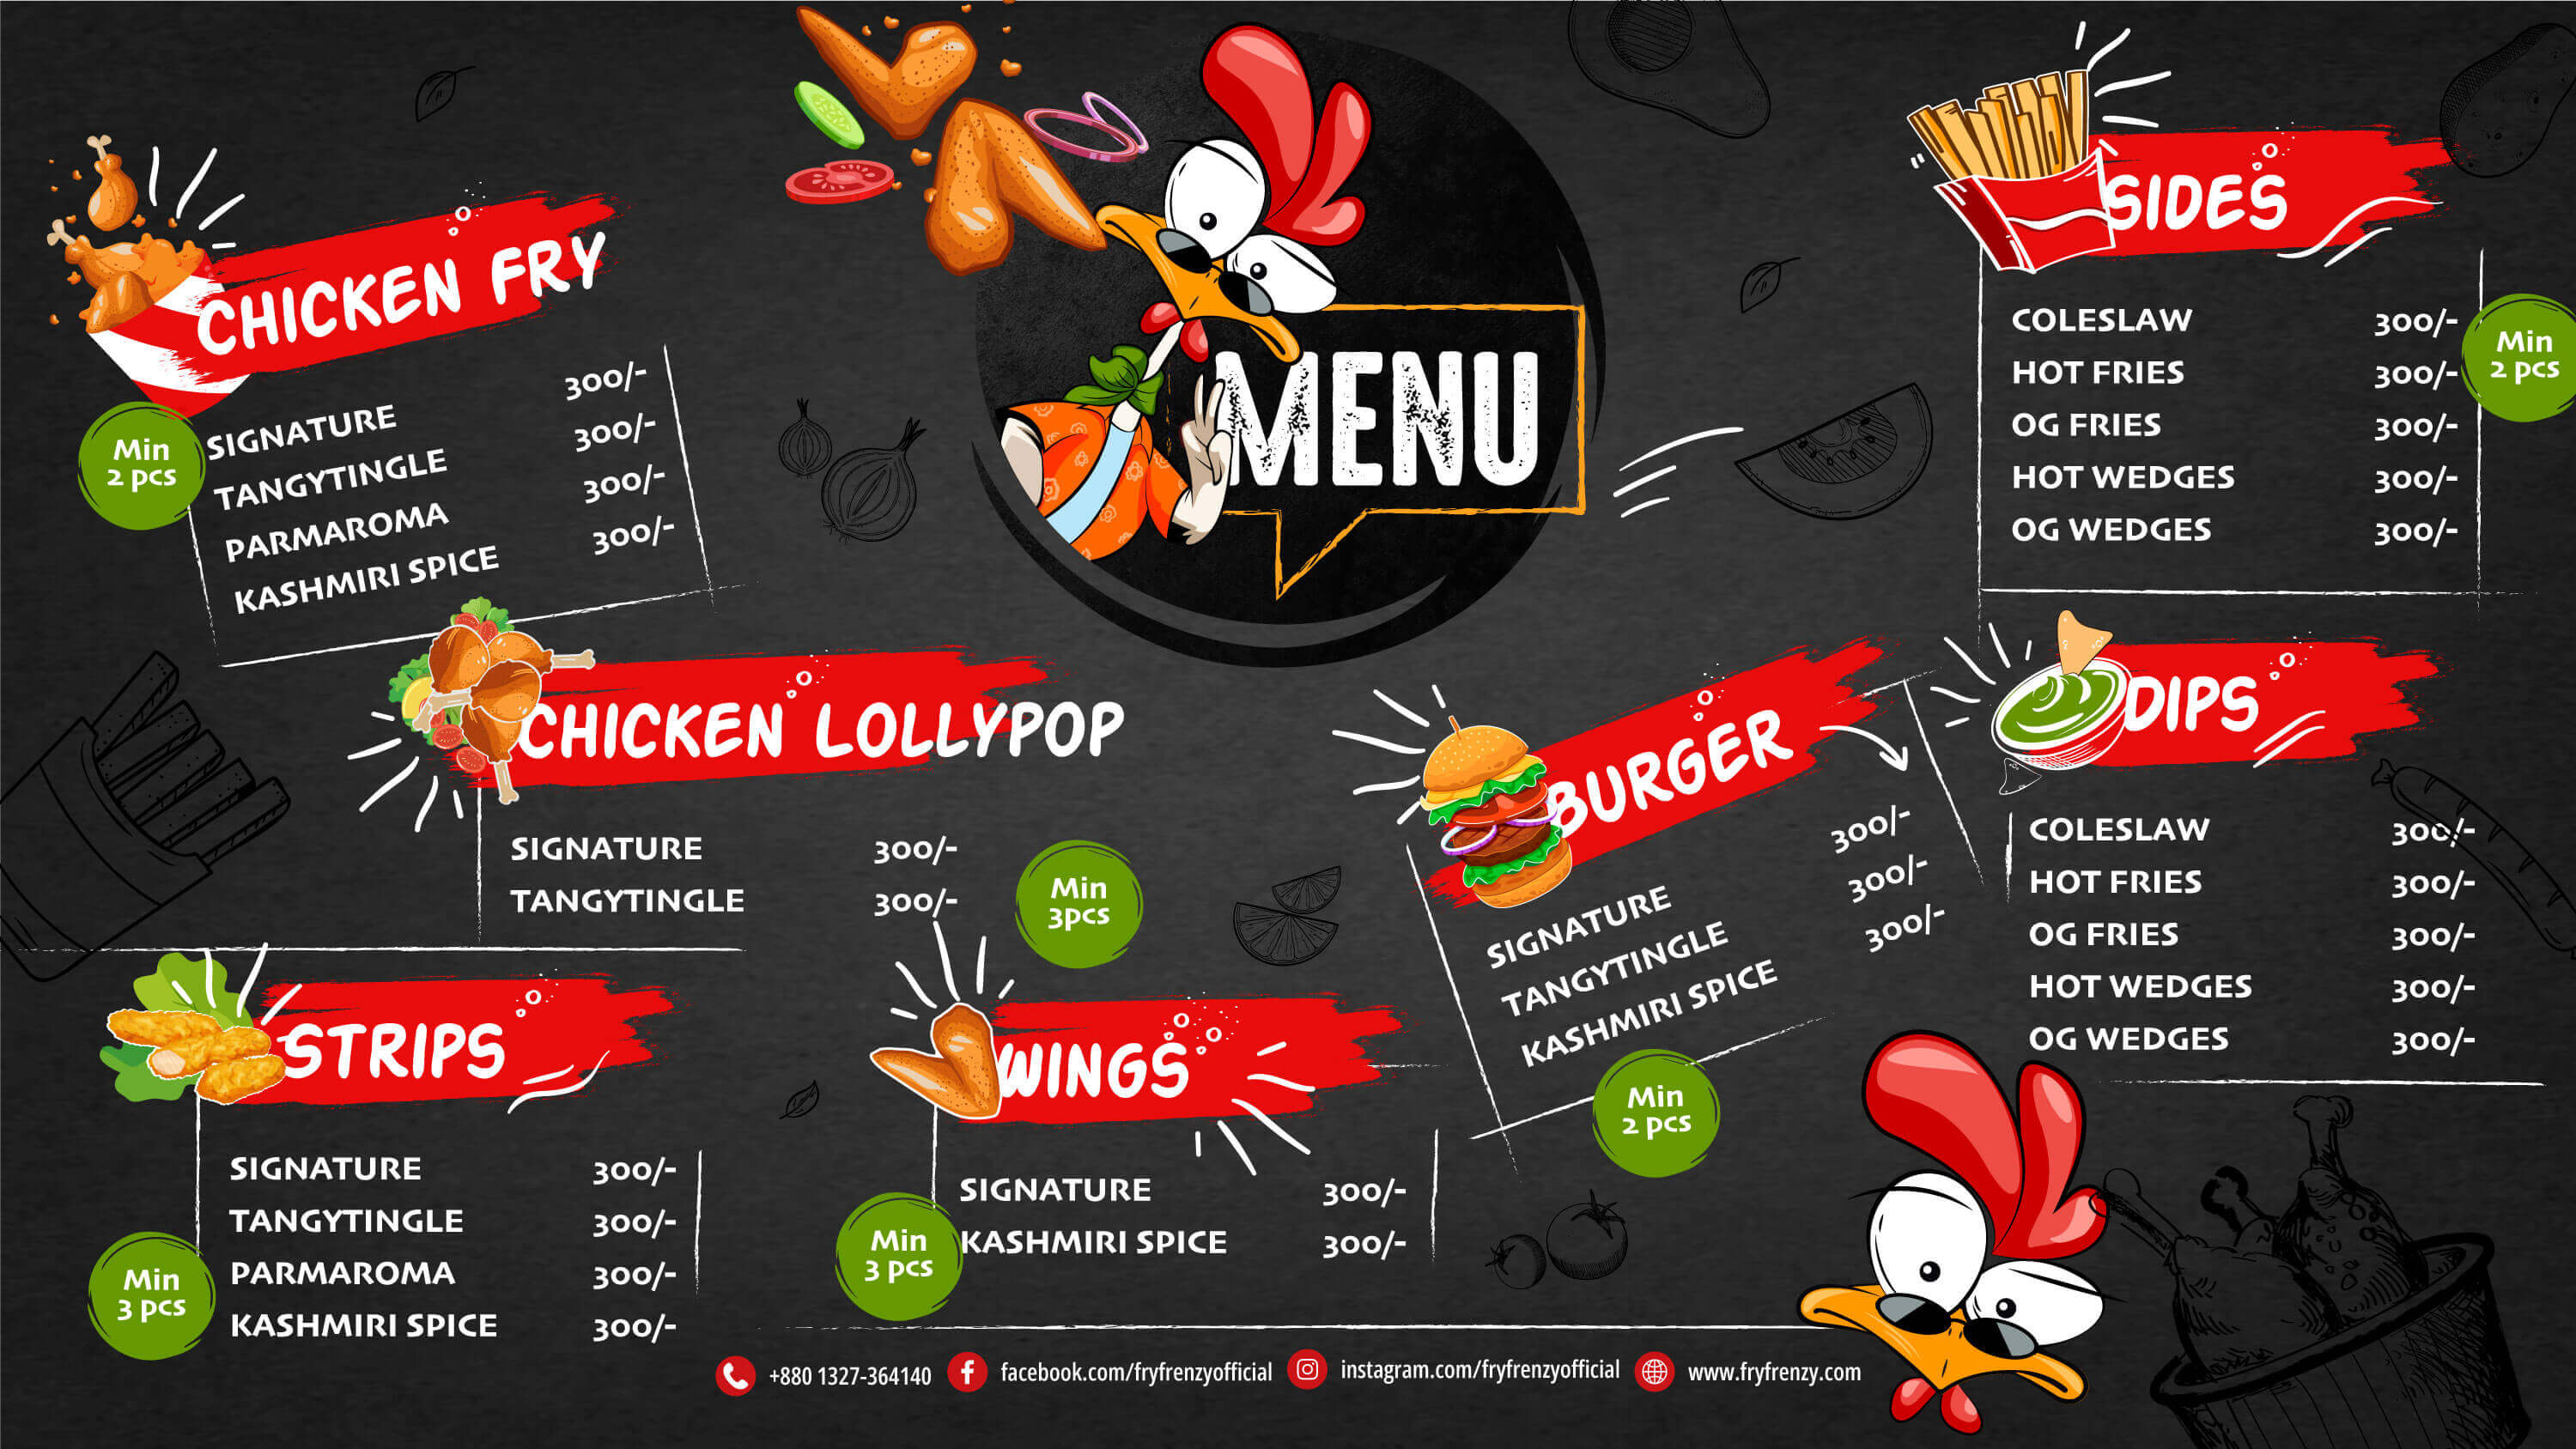 MENU
CHICKEN FRY
SIGNATURE 300/-
TANGYTINGLE 300/-
PARMAROMA 300/-
KASHMIRI SPICE 300/-
Min
2 pcs
CHICKEN LOLLYPOP
SIGNATURE 300/-
TANGYTINGLE 300/-
Min
3pcs
STRIPS
SIGNATURE 300/-
TANGYTINGLE 300/-
PARMAROMA 300/-
KASHMIRI SPICE 300/-
Min
3 pcs
WINGS
SIGNATURE 300/-
KASHMIRI SPICE 300/-
Min
3 pcs
BURGER
SIGNATURE 300/-
TANGYTINGLE 300/-
KASHMIRI SPICE 300/-
Min
2 pcs
SIDES
COLESLAW 300/-
HOT FRIES 300/-
OG FRIES 300/-
HOT WEDGES 300/-
OG WEDGES 300/-
Min
2 pcs
DIPS
COLESLAW 300/-
HOT FRIES 300/-
OG FRIES 300/-
HOT WEDGES 300/-
OG WEDGES 300/-
+880 1327-364140 facebook.com/fryfrenzyofficial instagram.com/fryfrenzyofficial www.fryfrenzy.com